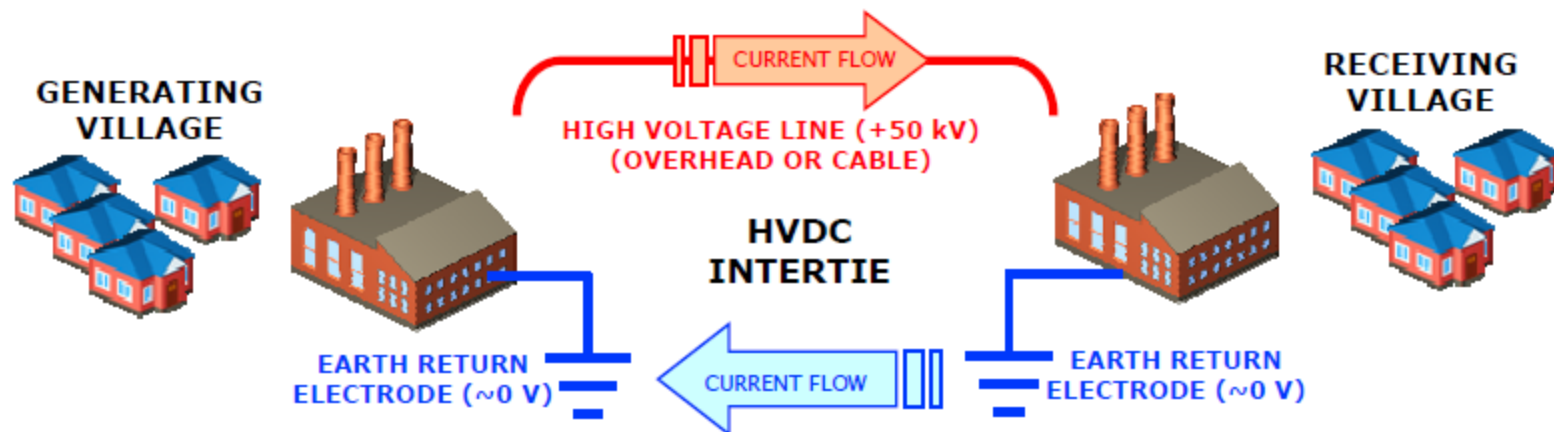 GENERATING
VILLAGE
CURRENT FLOW
HIGH VOLTAGE LINE (+50 kV)
(OVERHEAD OR CABLE)
RECEIVING
VILLAGE
HVDC
INTERTIE
EARTH RETURN
ELECTRODE (~0 V)
CURRENT FLOW
EARTH RETURN
ELECTRODE (~0 V)